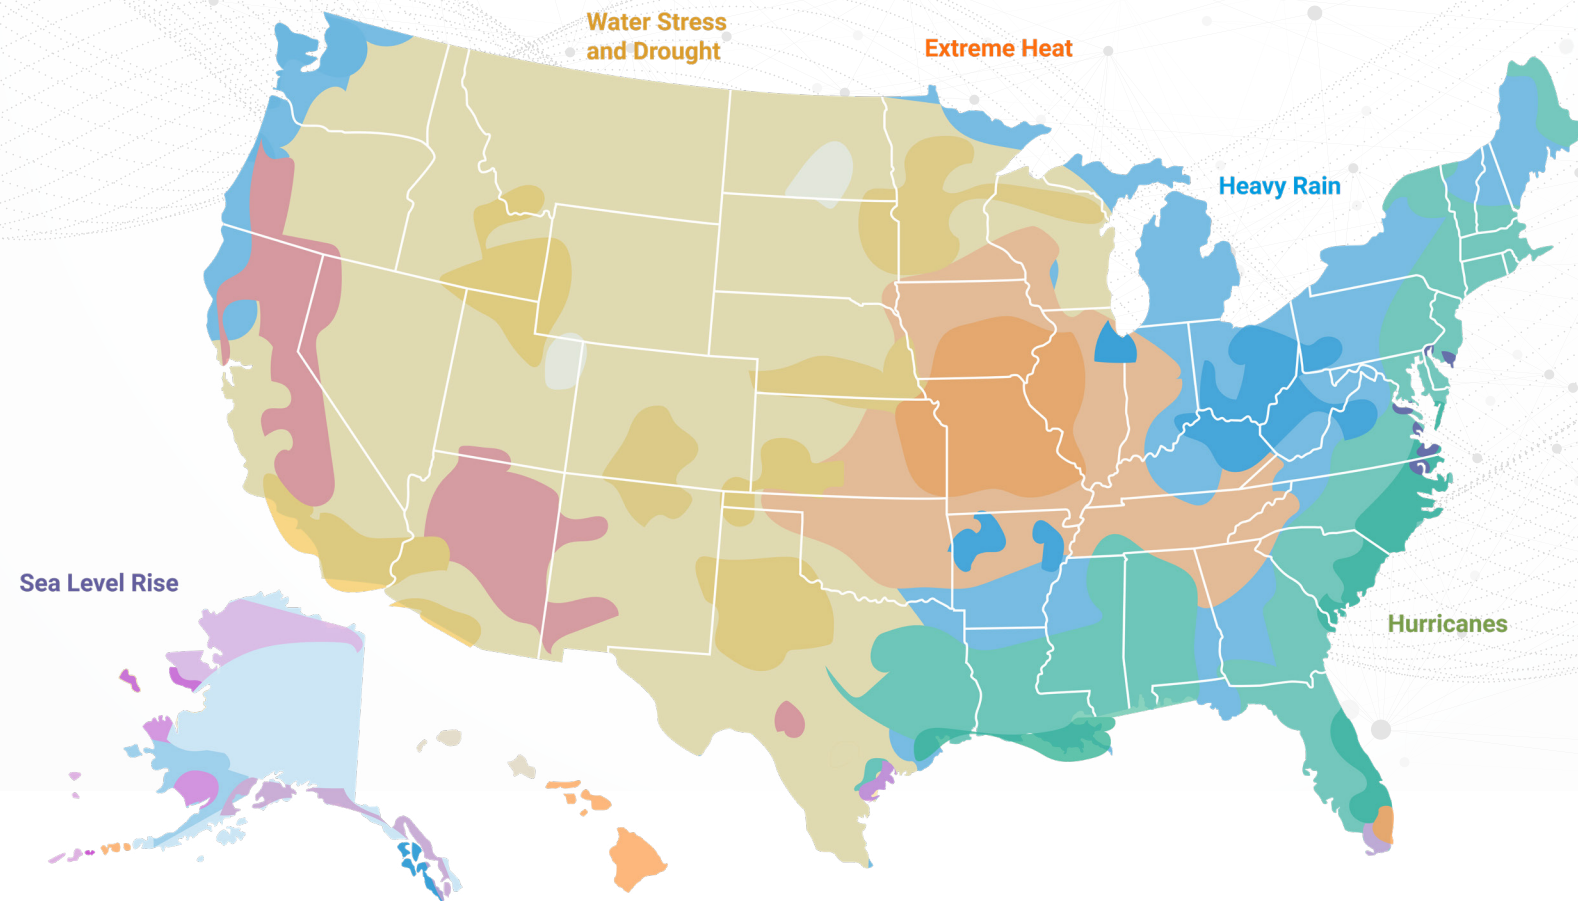 Water Stress
and Drought
Extreme Heat
Heavy Rain
Sea Level Rise
Hurricanes